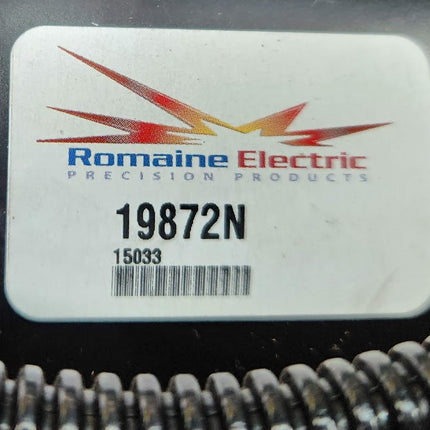 Romaine Electric
PRECISION PRODUCTS
19872N
15033